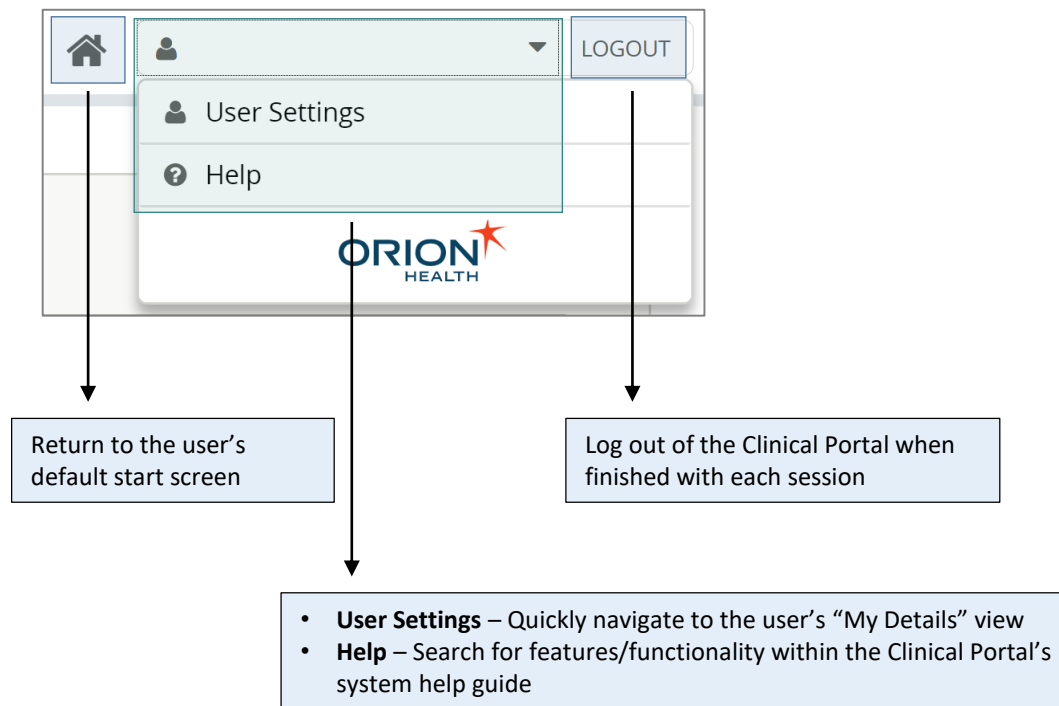 LOGOUT
User Settings
Help
ORION
HEALTH
Return to the user’s
default start screen
Log out of the Clinical Portal when
finished with each session
• User Settings – Quickly navigate to the user’s “My Details” view
• Help – Search for features/functionality within the Clinical Portal’s
system help guide